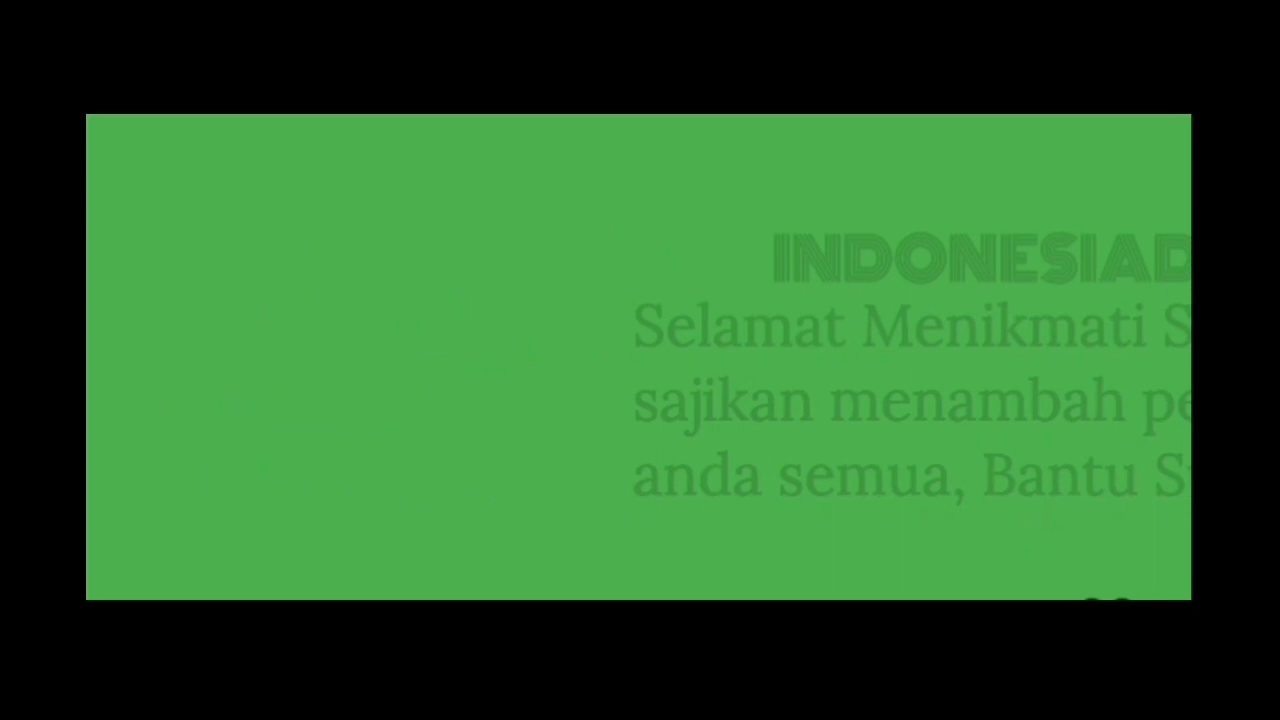 INDONESIAD
Selamat Menikmati S
sajikan menambah pe
anda semua, Bantu S